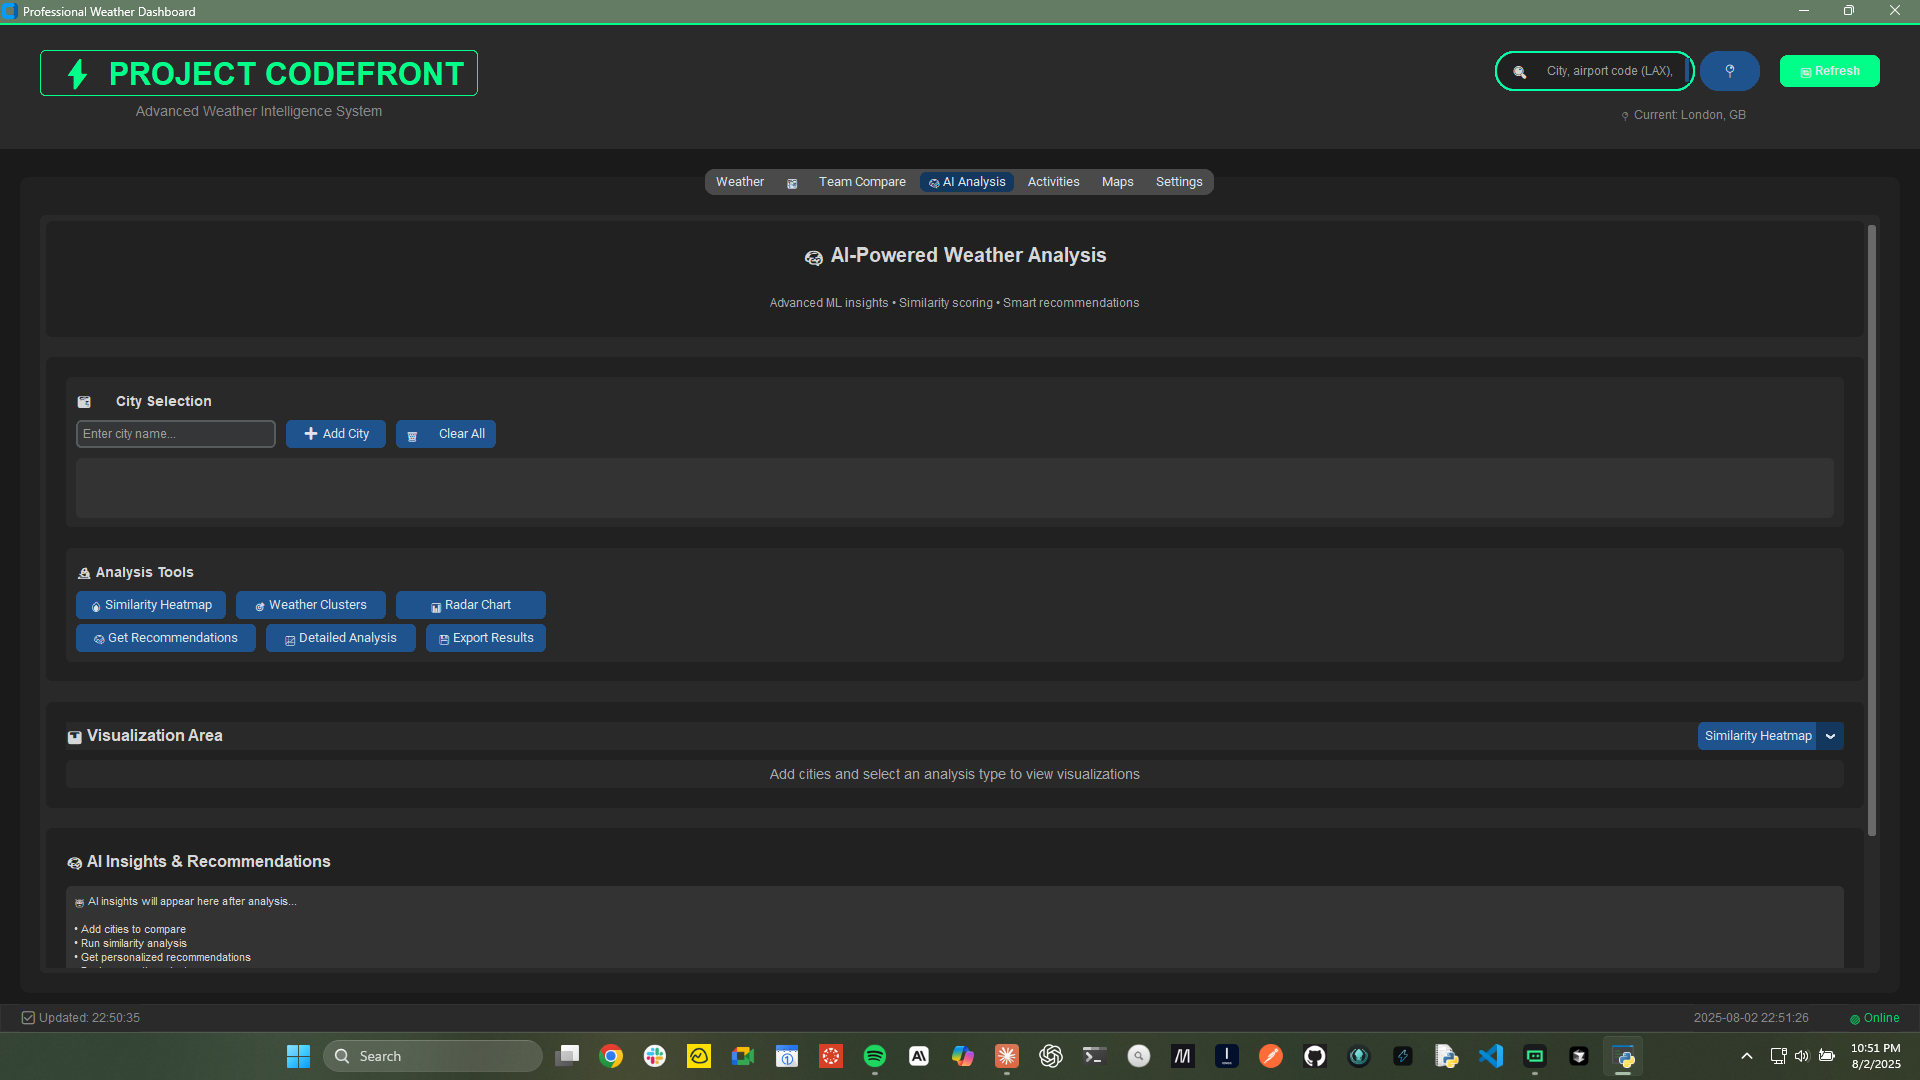 Professional Weather Dashboard
PROJECT CODEFRONT
Advanced Weather Intelligence System
City, airport code (LAX),
Refresh
Current: London, GB
Weather
Team Compare
AI Analysis
Activities
Maps
Settings
AI-Powered Weather Analysis
Advanced ML insights • Similarity scoring • Smart recommendations
City Selection
Enter city name...
Add City
Clear All
Analysis Tools
Similarity Heatmap
Weather Clusters
Radar Chart
Get Recommendations
Detailed Analysis
Export Results
Visualization Area
Similarity Heatmap
Add cities and select an analysis type to view visualizations
AI Insights & Recommendations
AI insights will appear here after analysis...
• Add cities to compare
• Run similarity analysis
• Get personalized recommendations
Updated: 22:50:35
2025-08-02 22:51:26
Online
Search
10:51 PM
8/2/2025